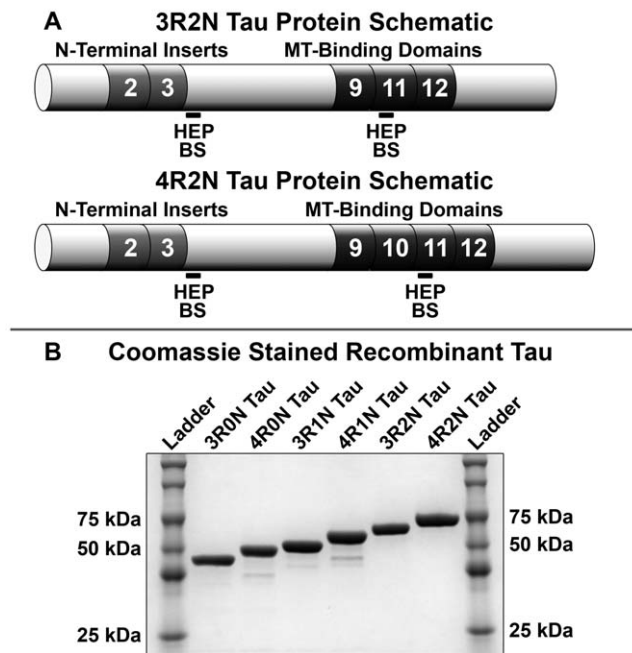 A 3R2N Tau Protein Schematic
N-Terminal Inserts MT-Binding Domains
2 3 9 11 12
HEP HEP
BS BS
4R2N Tau Protein Schematic
N-Terminal Inserts MT-Binding Domains
2 3 9 10 11 12
HEP HEP
BS BS
B Coomassie Stained Recombinant Tau
Ladder 3R0N Tau 4R0N Tau 3R1N Tau 4R1N Tau 3R2N Tau 4R2N Tau Ladder
75 kDa 75 kDa
50 kDa 50 kDa
25 kDa 25 kDa